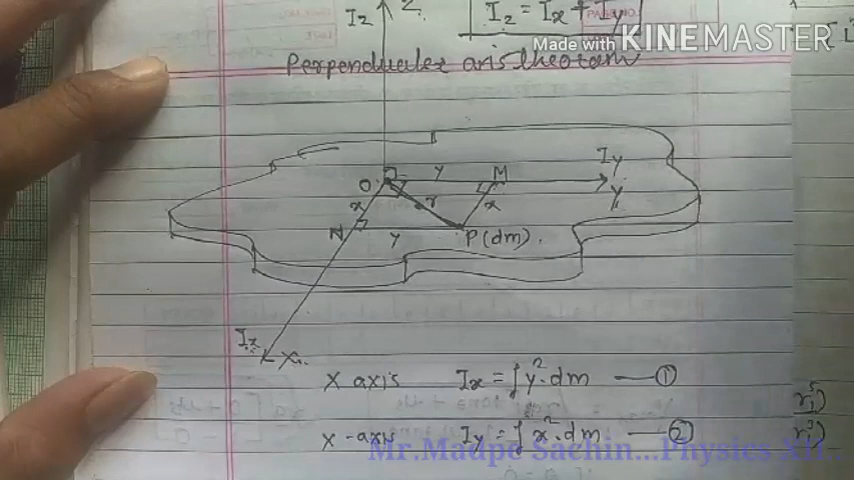 Iz Z. Iz = Ix + Iy
Made with KINEMASTER
Perpendicular axis theoram
O y M Iy
Y
x r x
N y P(dm).
Ix
X
X axis Ix = ∫y².dm — ①
X-axis Iy = ∫x².dm — ②
Mr.Madpe Sachin...Physics XII..